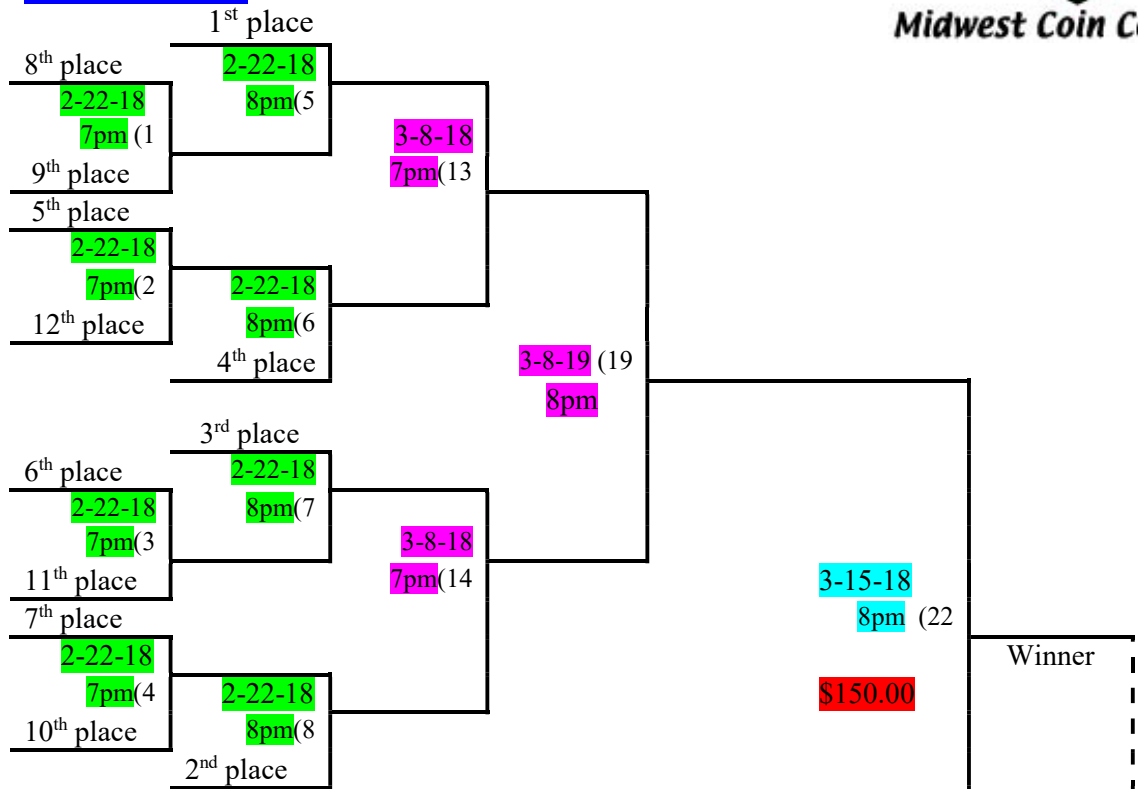 Midwest Coin C
1st place
8th place
2-22-18
8pm(5
2-22-18
7pm (1
3-8-18
7pm(13
9th place
5th place
2-22-18
7pm(2
2-22-18
8pm(6
12th place
4th place
3-8-19 (19
8pm
3rd place
6th place
2-22-18
8pm(7
2-22-18
7pm(3
3-8-18
7pm(14
11th place
7th place
3-15-18
8pm (22
2-22-18
7pm(4
Winner
2-22-18
8pm(8
$150.00
10th place
2nd place